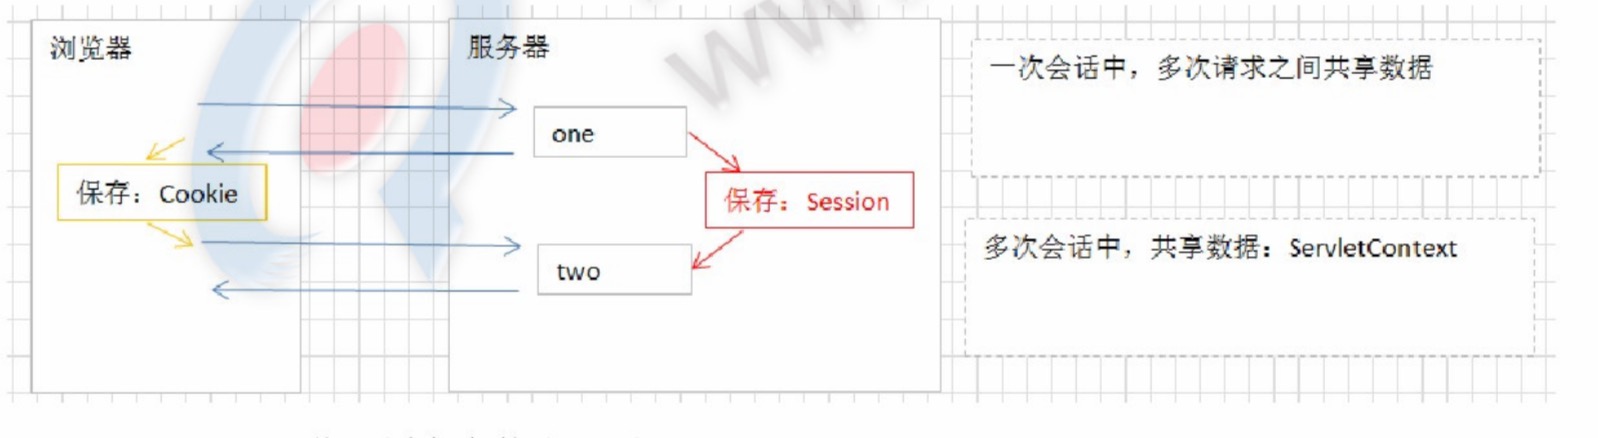 浏览器
服务器
一次会话中，多次请求之间共享数据
one
保存：Cookie
保存：Session
多次会话中，共享数据：ServletContext
two